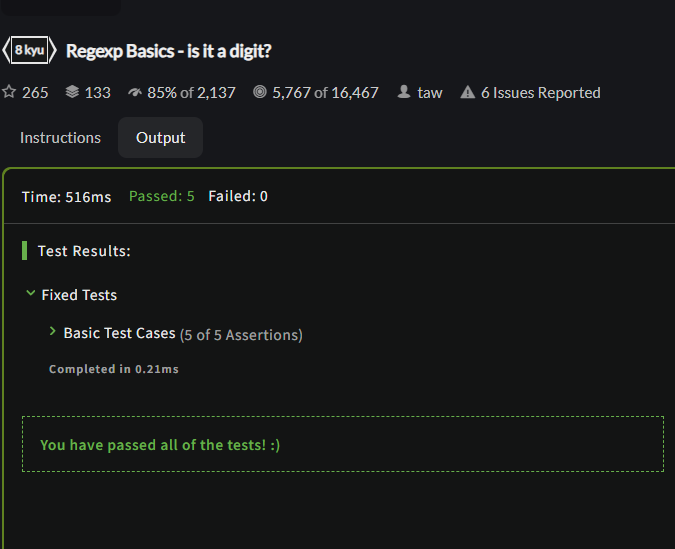 8 kyu Regexp Basics - is it a digit?
265 133 85% of 2,137 5,767 of 16,467 taw 6 Issues Reported
Instructions Output
Time: 516ms Passed: 5 Failed: 0
Test Results:
Fixed Tests
Basic Test Cases (5 of 5 Assertions)
Completed in 0.21ms
You have passed all of the tests! :)